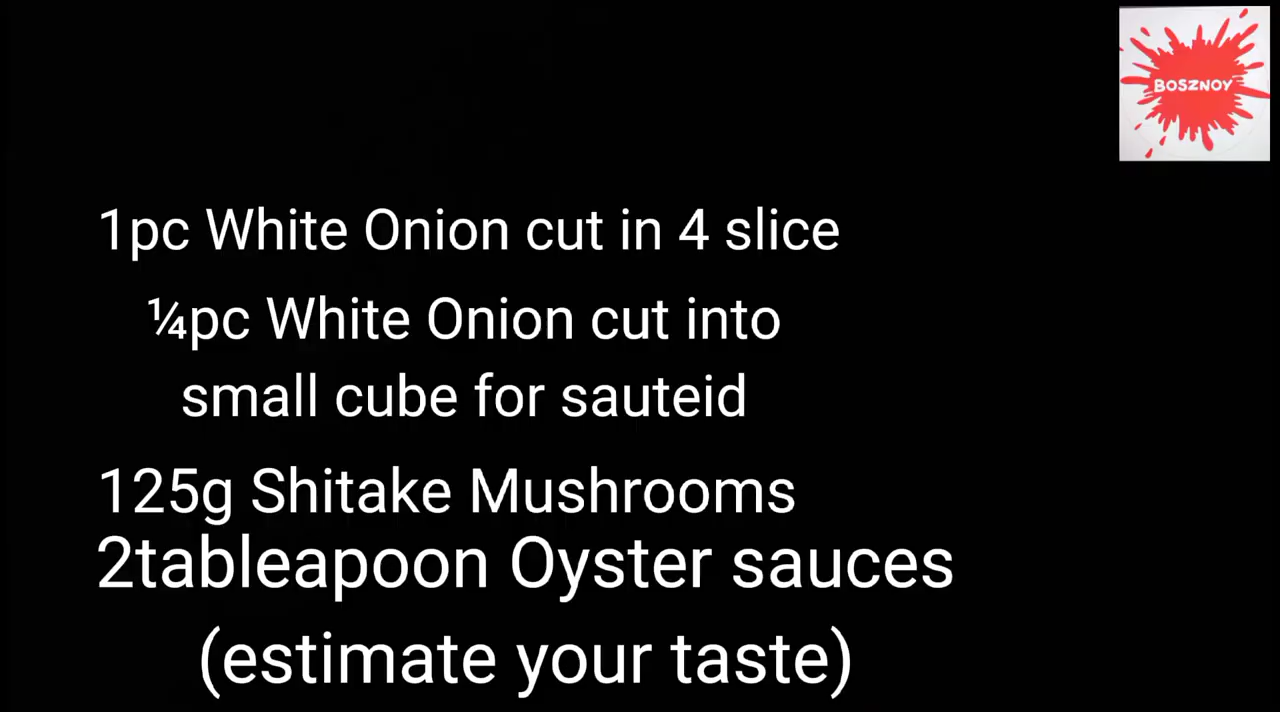 BOSZNOY
1pc White Onion cut in 4 slice
¼pc White Onion cut into
small cube for sauteid
125g Shitake Mushrooms
2tableapoon Oyster sauces
(estimate your taste)